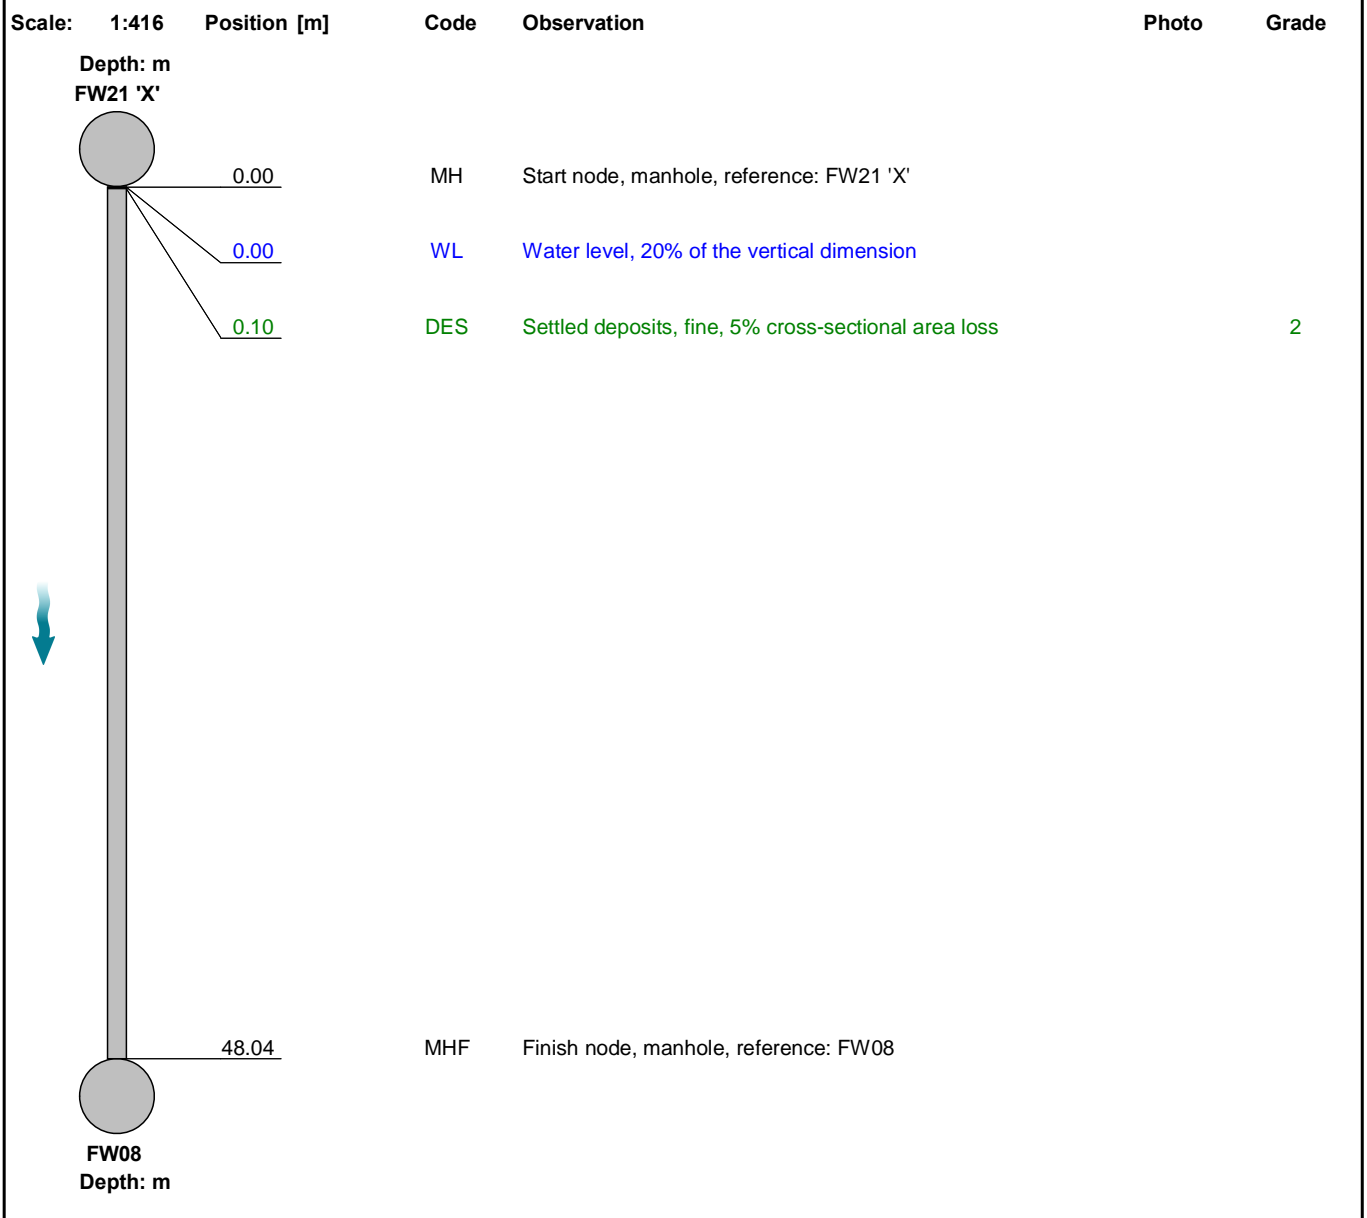 Scale: 1:416 Position [m] Code Observation Photo Grade
Depth: m
FW21 'X'
0.00 MH Start node, manhole, reference: FW21 'X'
0.00 WL Water level, 20% of the vertical dimension
0.10 DES Settled deposits, fine, 5% cross-sectional area loss 2
48.04 MHF Finish node, manhole, reference: FW08
FW08
Depth: m